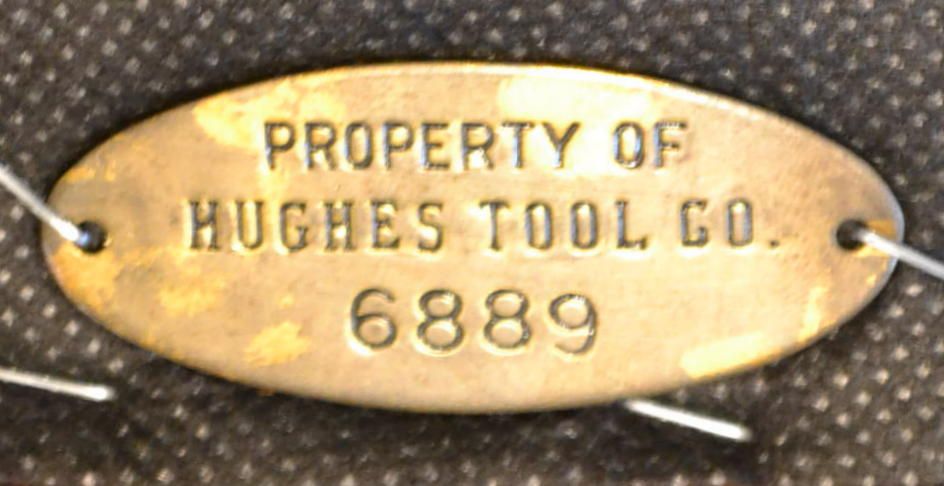 PROPERTY OF
HUGHES TOOL CO.
6889